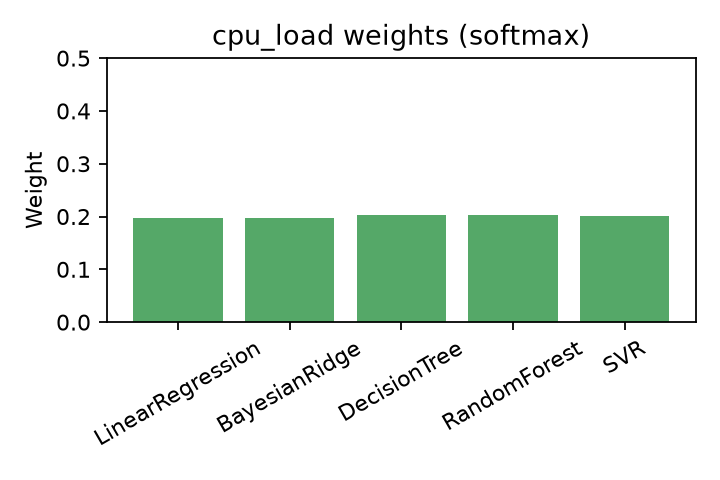 cpu_load weights (softmax)
Weight
0.5
0.4
0.3
0.2
0.1
0.0
LinearRegression
BayesianRidge
DecisionTree
RandomForest
SVR